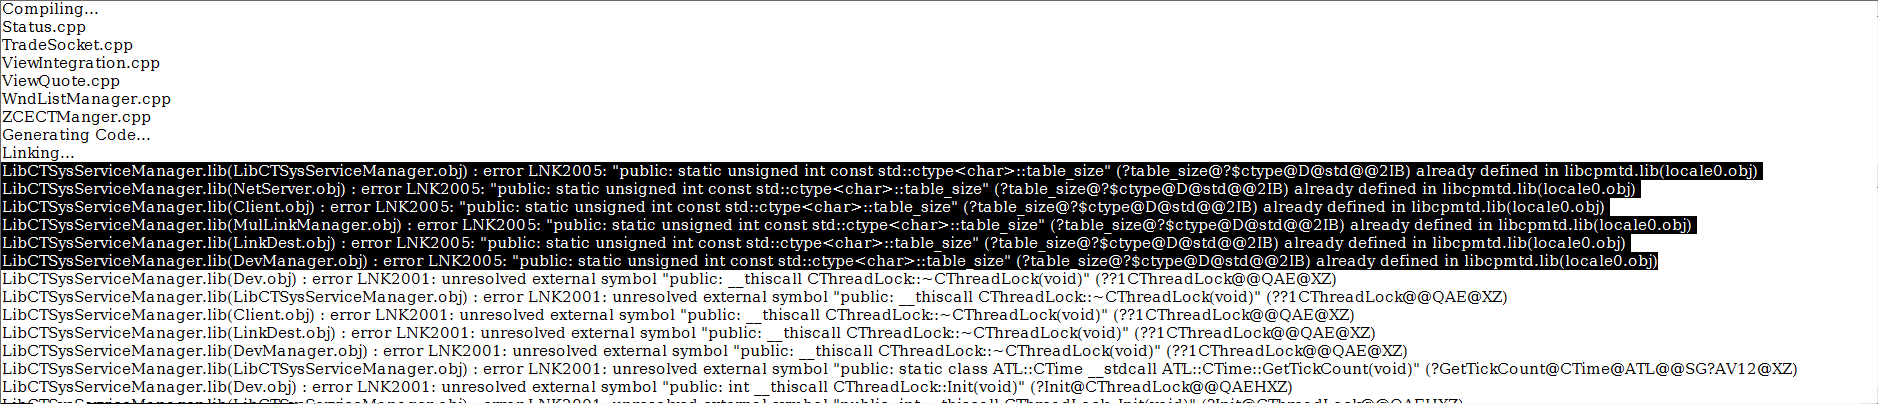 Compiling...
Status.cpp
TradeSocket.cpp
ViewIntegration.cpp
ViewQuote.cpp
WndListManager.cpp
ZCECTManger.cpp
Generating Code...
Linking...
LibCTSysServiceManager.lib(LibCTSysServiceManager.obj) : error LNK2005: "public: static unsigned int const std::ctype<char>::table_size" (?table_size@?$ctype@D@std@@2IB) already defined in libcpmtd.lib(locale0.obj)
LibCTSysServiceManager.lib(NetServer.obj) : error LNK2005: "public: static unsigned int const std::ctype<char>::table_size" (?table_size@?$ctype@D@std@@2IB) already defined in libcpmtd.lib(locale0.obj)
LibCTSysServiceManager.lib(Client.obj) : error LNK2005: "public: static unsigned int const std::ctype<char>::table_size" (?table_size@?$ctype@D@std@@2IB) already defined in libcpmtd.lib(locale0.obj)
LibCTSysServiceManager.lib(MulLinkManager.obj) : error LNK2005: "public: static unsigned int const std::ctype<char>::table_size" (?table_size@?$ctype@D@std@@2IB) already defined in libcpmtd.lib(locale0.obj)
LibCTSysServiceManager.lib(LinkDest.obj) : error LNK2005: "public: static unsigned int const std::ctype<char>::table_size" (?table_size@?$ctype@D@std@@2IB) already defined in libcpmtd.lib(locale0.obj)
LibCTSysServiceManager.lib(DevManager.obj) : error LNK2005: "public: static unsigned int const std::ctype<char>::table_size" (?table_size@?$ctype@D@std@@2IB) already defined in libcpmtd.lib(locale0.obj)
LibCTSysServiceManager.lib(Dev.obj) : error LNK2001: unresolved external symbol "public: __thiscall CThreadLock::~CThreadLock(void)" (??1CThreadLock@@QAE@XZ)
LibCTSysServiceManager.lib(LibCTSysServiceManager.obj) : error LNK2001: unresolved external symbol "public: __thiscall CThreadLock::~CThreadLock(void)" (??1CThreadLock@@QAE@XZ)
LibCTSysServiceManager.lib(Client.obj) : error LNK2001: unresolved external symbol "public: __thiscall CThreadLock::~CThreadLock(void)" (??1CThreadLock@@QAE@XZ)
LibCTSysServiceManager.lib(LinkDest.obj) : error LNK2001: unresolved external symbol "public: __thiscall CThreadLock::~CThreadLock(void)" (??1CThreadLock@@QAE@XZ)
LibCTSysServiceManager.lib(DevManager.obj) : error LNK2001: unresolved external symbol "public: __thiscall CThreadLock::~CThreadLock(void)" (??1CThreadLock@@QAE@XZ)
LibCTSysServiceManager.lib(LibCTSysServiceManager.obj) : error LNK2001: unresolved external symbol "public: static class ATL::CTime __stdcall ATL::CTime::GetTickCount(void)" (?GetTickCount@CTime@ATL@@SG?AV12@XZ)
LibCTSysServiceManager.lib(Dev.obj) : error LNK2001: unresolved external symbol "public: int __thiscall CThreadLock::Init(void)" (?Init@CThreadLock@@QAEHXZ)